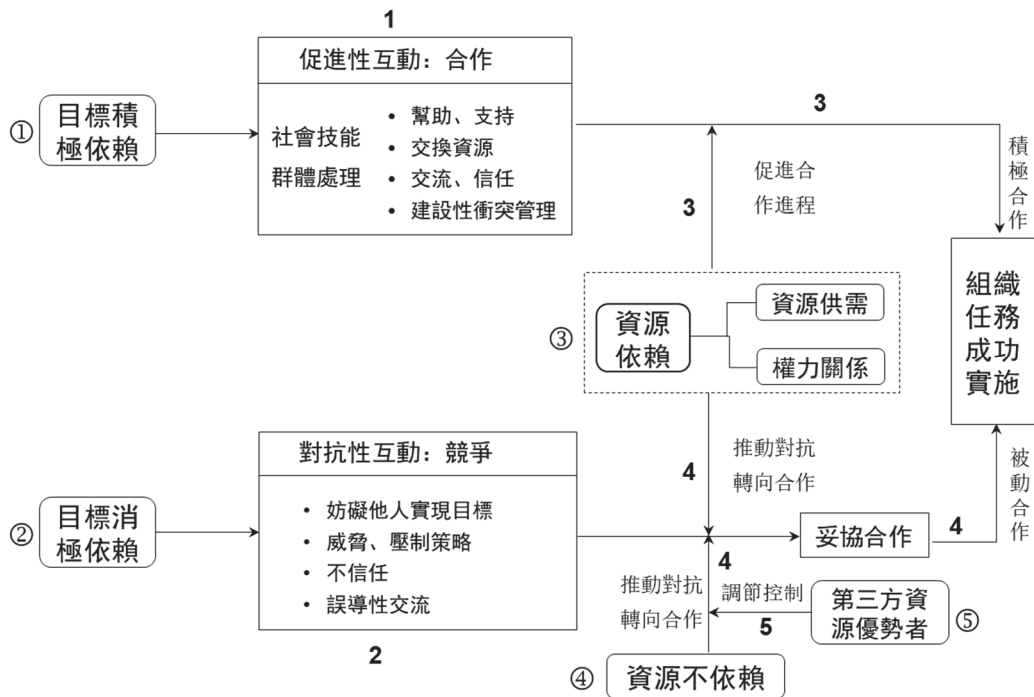 1
促進性互動：合作
① 目標積
極依賴
社會技能
群體處理
• 幫助、支持
• 交換資源
• 交流、信任
• 建設性衝突管理
3
促進合
作進程
3
積極合作
③ 資源
依賴
資源供需
權力關係
組織
任務
成功
實施
對抗性互動：競爭
② 目標消
極依賴
• 妨礙他人實現目標
• 威脅、壓制策略
• 不信任
• 誤導性交流
2
4
推動對抗
轉向合作
4
妥協合作
4
被動合作
推動對抗
轉向合作
調節控制
5
第三方資
源優勢者 ⑤
④ 資源不依賴